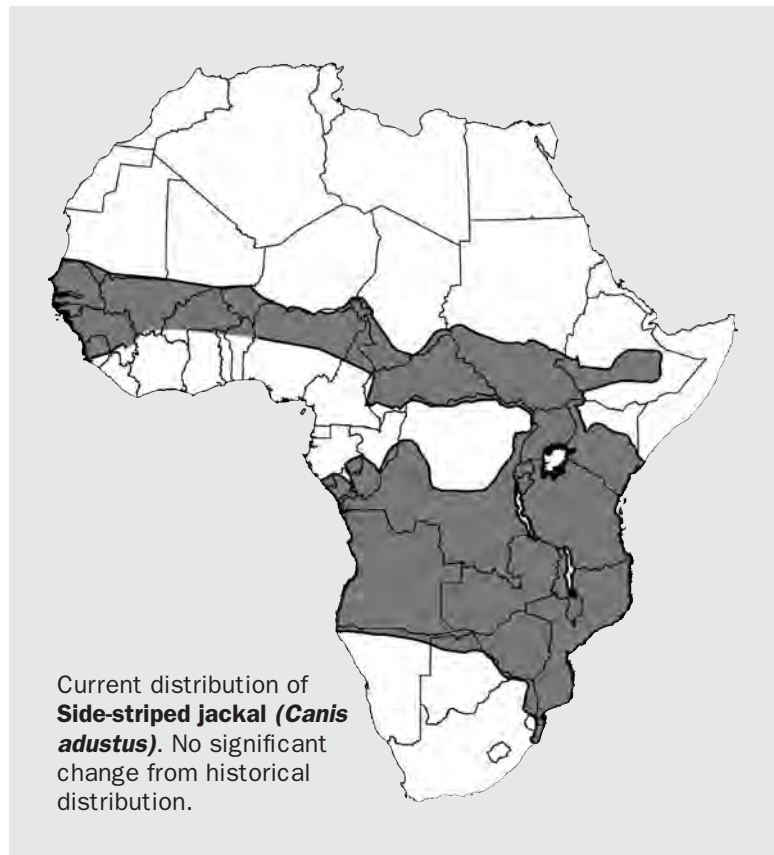 Current distribution of
Side-striped jackal (Canis
adustus). No significant
change from historical
distribution.